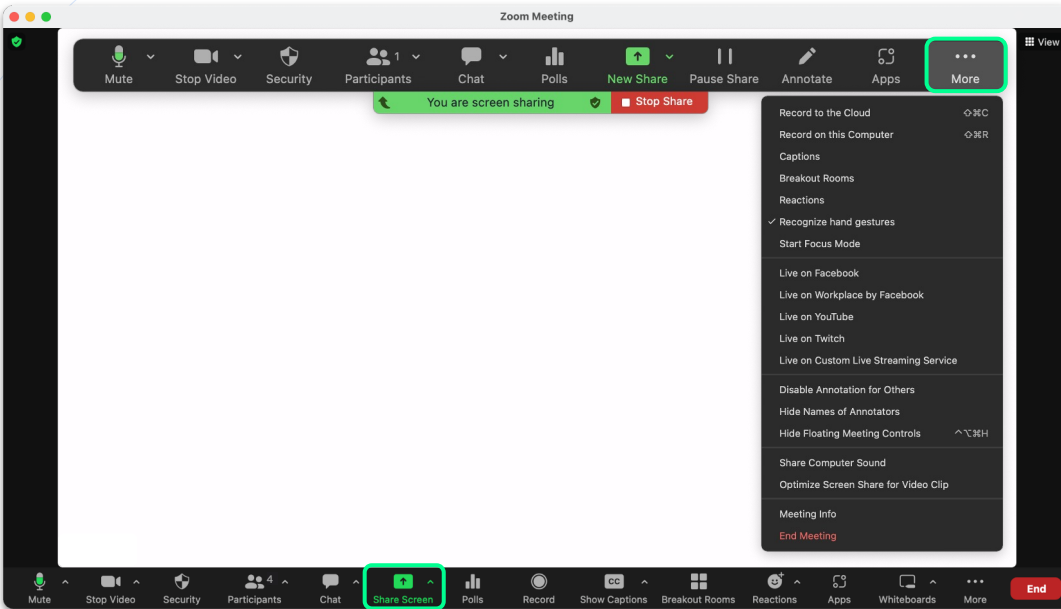 Zoom Meeting
View
1
Mute Stop Video Security Participants Chat Polls New Share Pause Share Annotate Apps More
You are screen sharing Stop Share
Record to the Cloud ⇧⌘C
Record on this Computer ⇧⌘R
Captions
Breakout Rooms
Reactions
✓ Recognize hand gestures
Start Focus Mode
Live on Facebook
Live on Workplace by Facebook
Live on YouTube
Live on Twitch
Live on Custom Live Streaming Service
Disable Annotation for Others
Hide Names of Annotators
Hide Floating Meeting Controls ^⌥⌘H
Share Computer Sound
Optimize Screen Share for Video Clip
Meeting Info
End Meeting
4 CC
Mute Stop Video Security Participants Chat Share Screen Polls Record Show Captions Breakout Rooms Reactions Apps Whiteboards More End